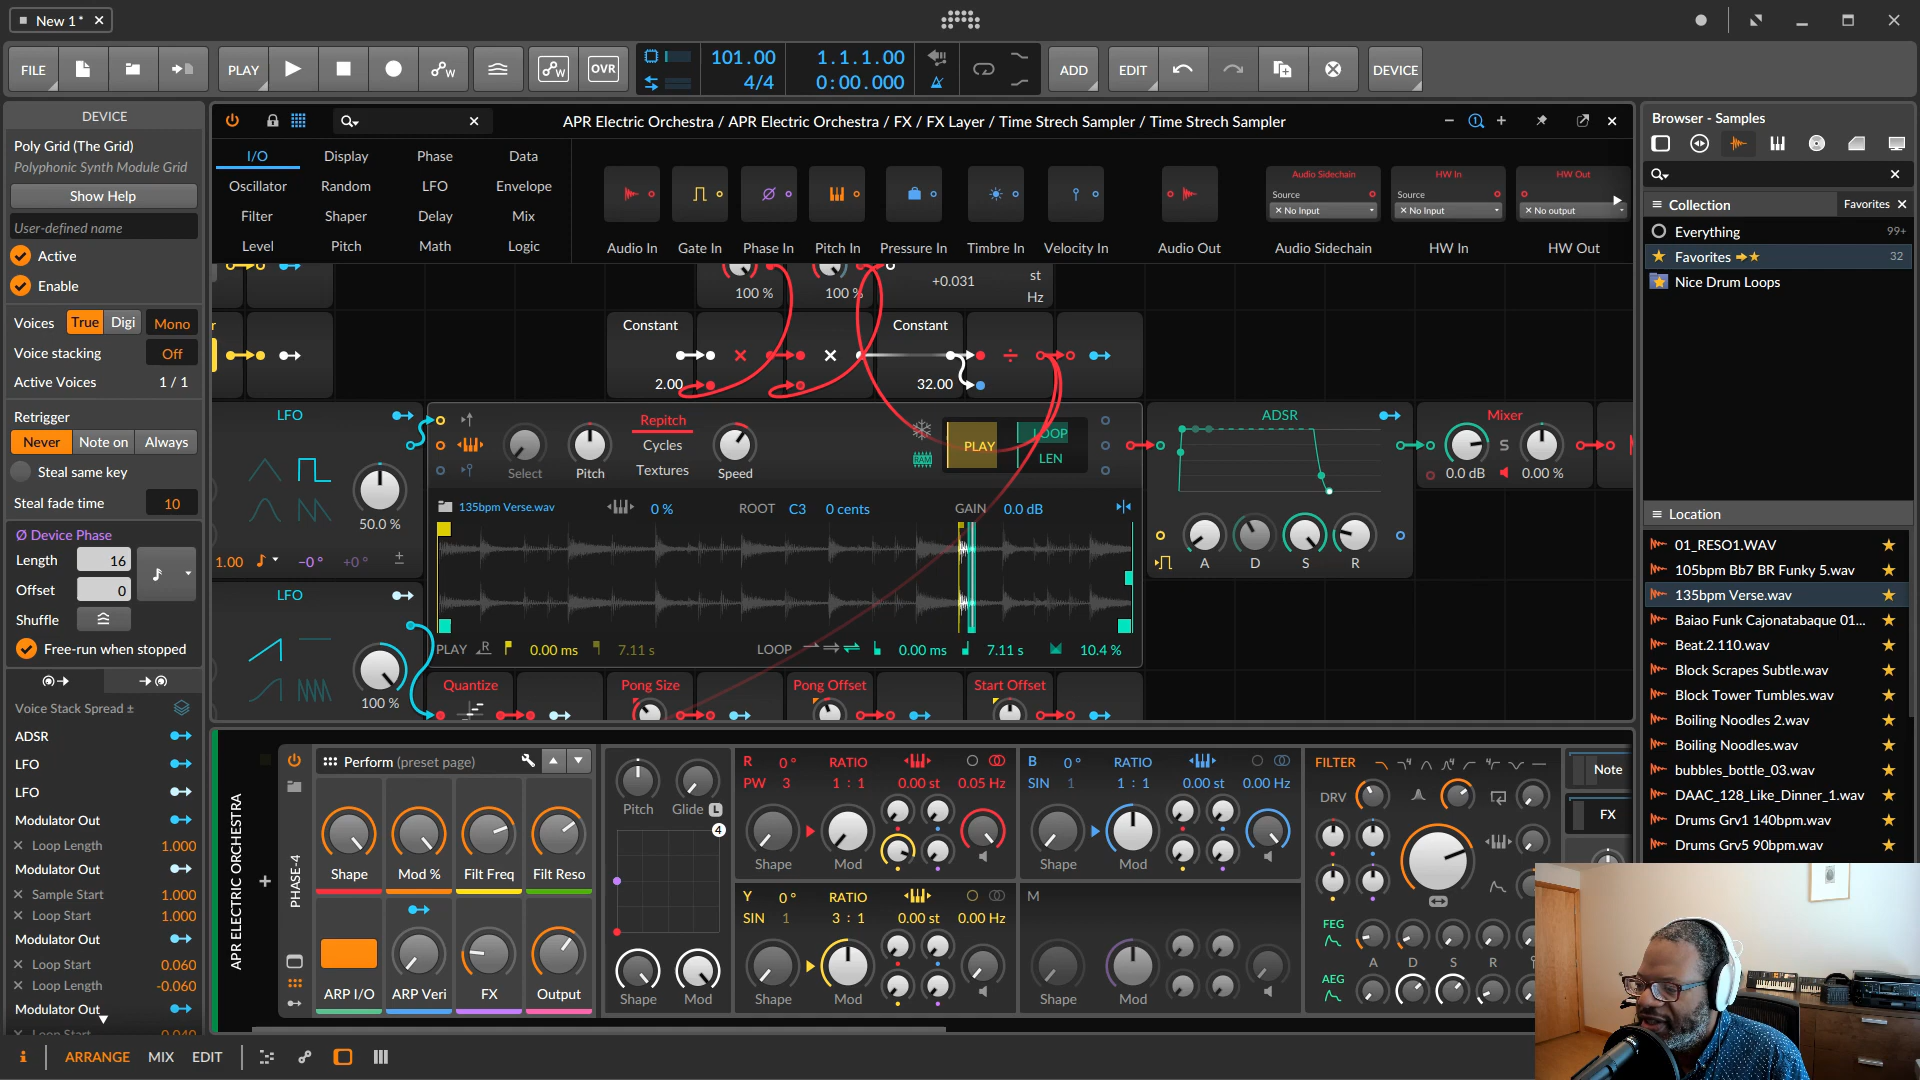 New 1*
FILE
PLAY
OVR
101.00
4/4
1.1.1.00
0:00.000
ADD
EDIT
DEVICE
DEVICE
Poly Grid (The Grid)
Polyphonic Synth Module Grid
Show Help
User-defined name
Active
Enable
Voices True Digi Mono
Voice stacking Off
Active Voices 1 / 1
Retrigger
Never Note on Always
Steal same key
Steal fade time 10
Ø Device Phase
Length 16
Offset 0
Shuffle
Free-run when stopped
Voice Stack Spread ±
ADSR
LFO
LFO
Modulator Out
Loop Length 1.000
Modulator Out
Sample Start 1.000
Loop Start 1.000
Modulator Out
Loop Start 0.060
Loop Length -0.060
Modulator Out
Loop Start 0.040
APR Electric Orchestra / APR Electric Orchestra / FX / FX Layer / Time Strech Sampler / Time Strech Sampler
I/O Display Phase Data
Oscillator Random LFO Envelope
Filter Shaper Delay Mix
Level Pitch Math Logic
Audio Sidechain
Source
No Input
HW In
Source
No Input
HW Out
No output
Audio In
Gate In
Phase In
Pitch In
Pressure In
Timbre In
Velocity In
Audio Out
Audio Sidechain
HW In
HW Out
100 %
100 %
+0.031
st
Hz
Constant
2.00
Constant
32.00
LFO
50.0 %
1.00
-0°
+0°
LFO
100 %
Select
Pitch
Repitch
Cycles
Textures
Speed
RAM
PLAY
LOOP
LEN
135bpm Verse.wav
0 %
ROOT C3 0 cents
GAIN 0.0 dB
PLAY R 0.00 ms 7.11 s
LOOP 0.00 ms 7.11 s 10.4 %
ADSR
A D S R
Mixer
S
0.0 dB 0.00 %
Quantize
Pong Size
Pong Offset
Start Offset
APR ELECTRIC ORCHESTRA
PHASE-4
Perform (preset page)
Shape Mod % Filt Freq Filt Reso
ARP I/O ARP Veri FX Output
Pitch Glide L
4
Shape Mod
R 0° RATIO
PW 3 1 : 1 0.00 st 0.05 Hz
Shape Mod
B 0° RATIO
SIN 1 1 : 1 0.00 st 0.00 Hz
Shape Mod
Y 0° RATIO
SIN 1 3 : 1 0.00 st 0.00 Hz
Shape Mod
M
Shape Mod
FILTER
DRV
FEG
A D S R
AEG
Note
FX
Browser - Samples
Collection Favorites
Everything 99+
Favorites 32
Nice Drum Loops
Location
01_RESO1.WAV
105bpm Bb7 BR Funky 5.wav
135bpm Verse.wav
Baiao Funk Cajonatabaque 01...
Beat.2.110.wav
Block Scrapes Subtle.wav
Block Tower Tumbles.wav
Boiling Noodles 2.wav
Boiling Noodles.wav
bubbles_bottle_03.wav
DAAC_128_Like_Dinner_1.wav
Drums Grv1 140bpm.wav
Drums Grv5 90bpm.wav
i ARRANGE MIX EDIT